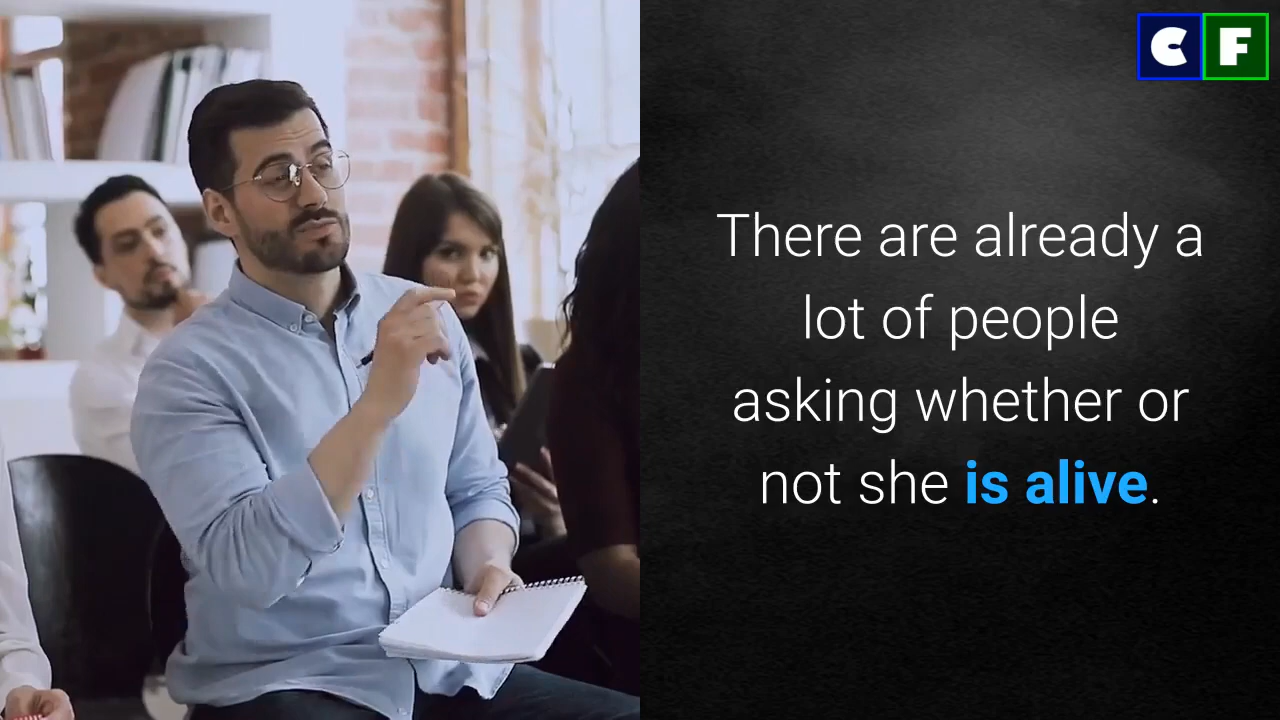 CF
There are already a
lot of people
asking whether or
not she is alive.